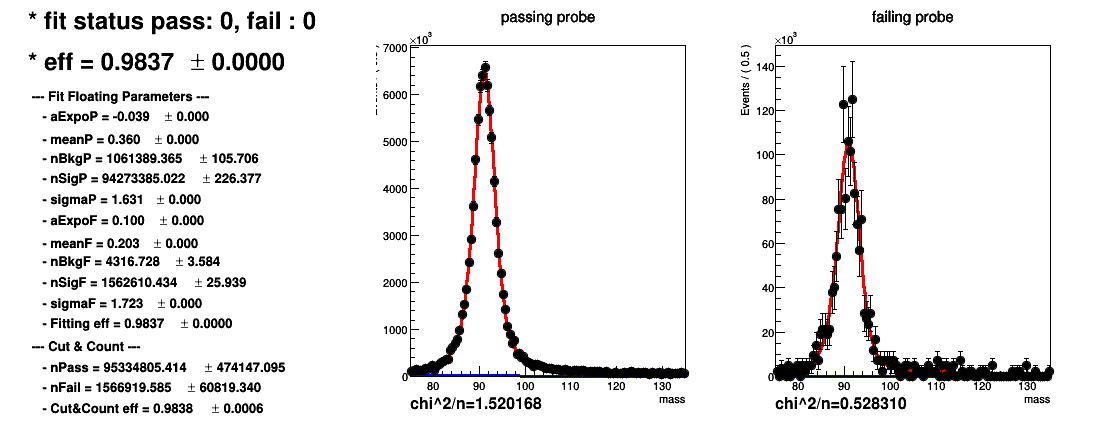 * fit status pass: 0, fail : 0
* eff = 0.9837 ± 0.0000
--- Fit Floating Parameters ---
- aExpoP = -0.039 ± 0.000
- meanP = 0.360 ± 0.000
- nBkgP = 1061389.365 ± 105.706
- nSigP = 94273385.022 ± 226.377
- sigmaP = 1.631 ± 0.000
- aExpoF = 0.100 ± 0.000
- meanF = 0.203 ± 0.000
- nBkgF = 4316.728 ± 3.584
- nSigF = 1562610.434 ± 25.939
- sigmaF = 1.723 ± 0.000
- Fitting eff = 0.9837 ± 0.0000
--- Cut & Count ---
- nPass = 95334805.414 ± 474147.095
- nFail = 1566919.585 ± 60819.340
- Cut&Count eff = 0.9838 ± 0.0006
passing probe
×10³
7000
6000
5000
4000
3000
2000
1000
0
80 90 100 110 120 130
mass
chi^2/n=1.520168
failing probe
×10³
Events / ( 0.5 )
140
120
100
80
60
40
20
0
80 90 100 110 120 130
mass
chi^2/n=0.528310